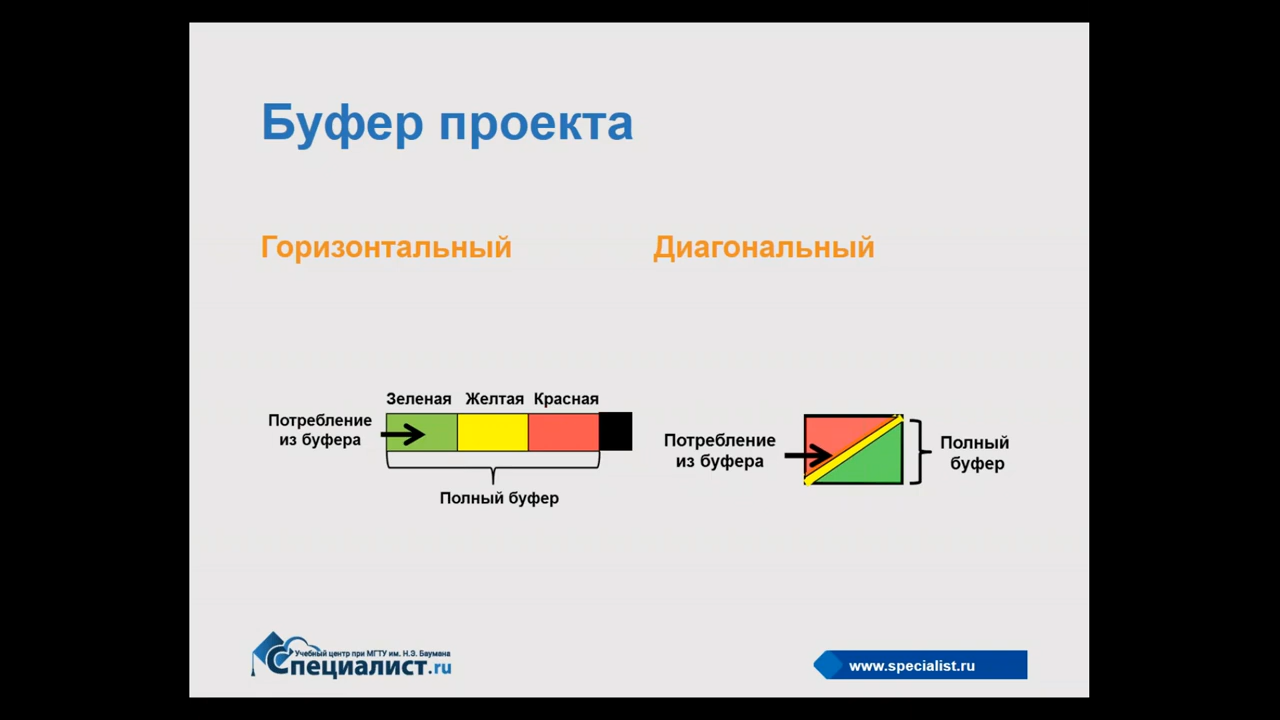 Буфер проекта
Горизонтальный
Диагональный
Зеленая Желтая Красная
Потребление
из буфера
Полный буфер
Потребление
из буфера
Полный
буфер
Учебный центр при МГТУ им. Н.Э. Баумана
Специалист.ru
www.specialist.ru